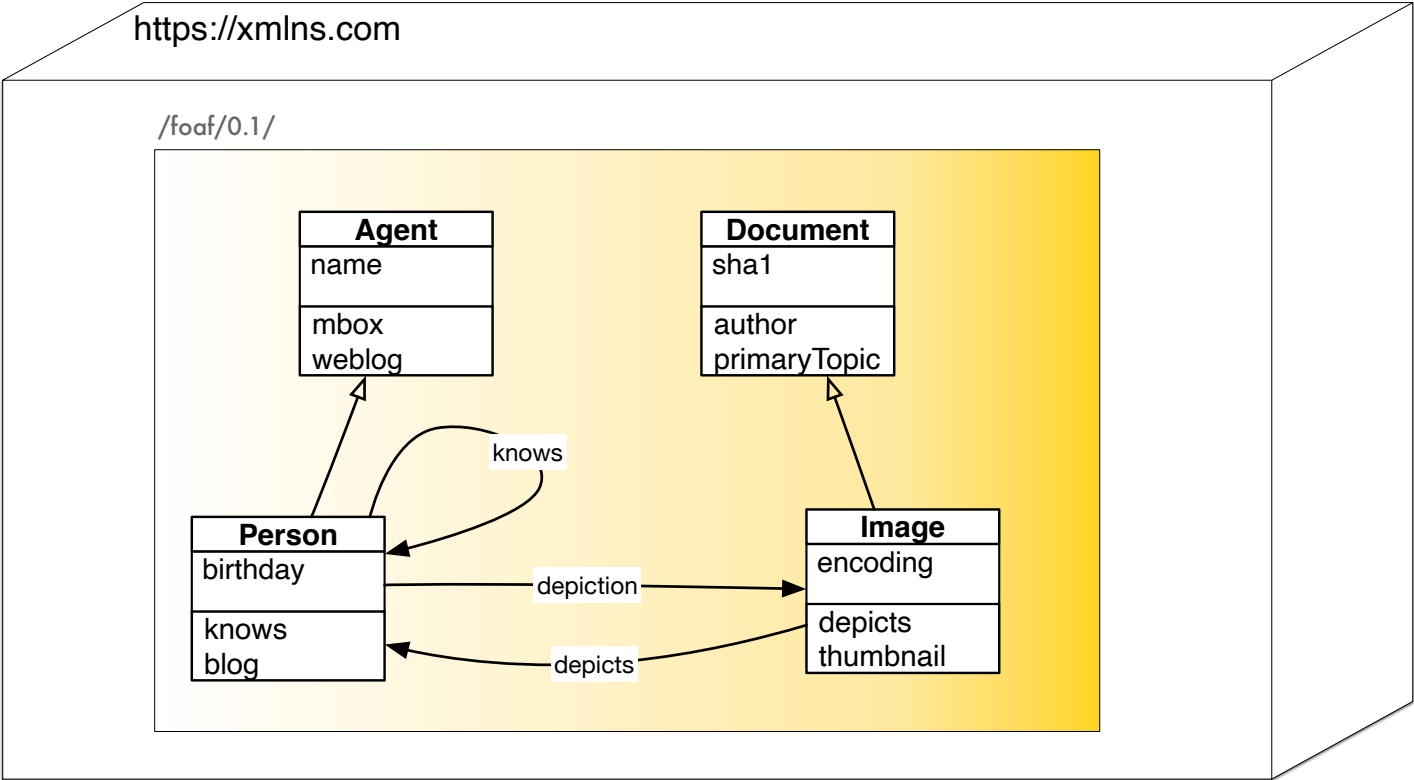 https://xmlns.com
/foaf/0.1/
Agent
name
mbox
weblog
Document
sha1
author
primaryTopic
knows
Person
birthday
knows
blog
depiction
depicts
Image
encoding
depicts
thumbnail